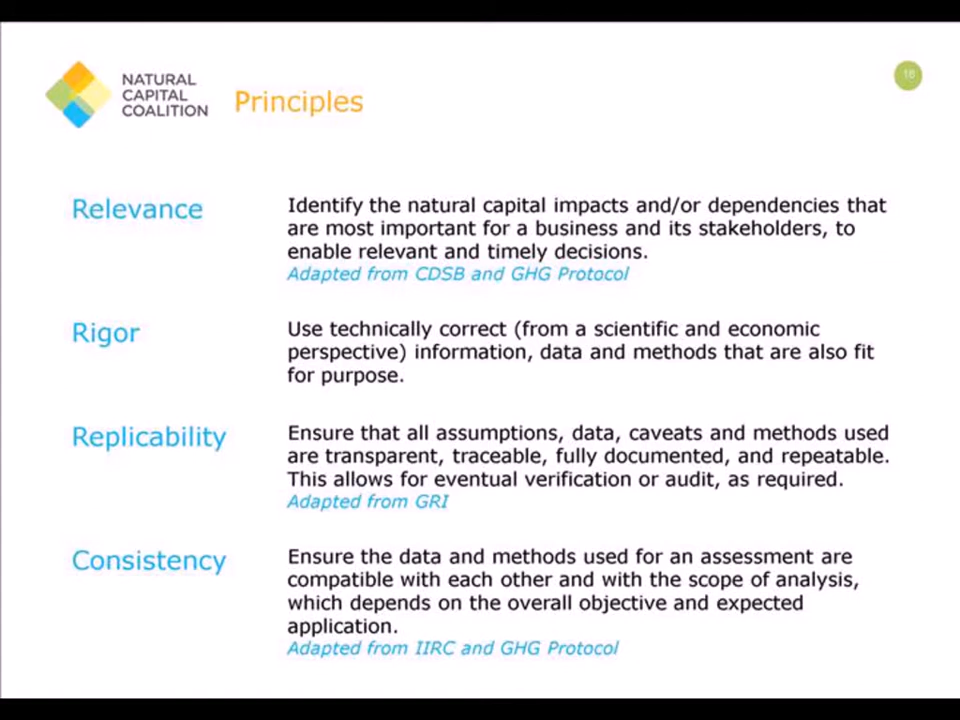 NATURAL
CAPITAL
COALITION
Principles
16
Relevance
Identify the natural capital impacts and/or dependencies that
are most important for a business and its stakeholders, to
enable relevant and timely decisions.
Adapted from CDSB and GHG Protocol
Rigor
Use technically correct (from a scientific and economic
perspective) information, data and methods that are also fit
for purpose.
Replicability
Ensure that all assumptions, data, caveats and methods used
are transparent, traceable, fully documented, and repeatable.
This allows for eventual verification or audit, as required.
Adapted from GRI
Consistency
Ensure the data and methods used for an assessment are
compatible with each other and with the scope of analysis,
which depends on the overall objective and expected
application.
Adapted from IIRC and GHG Protocol